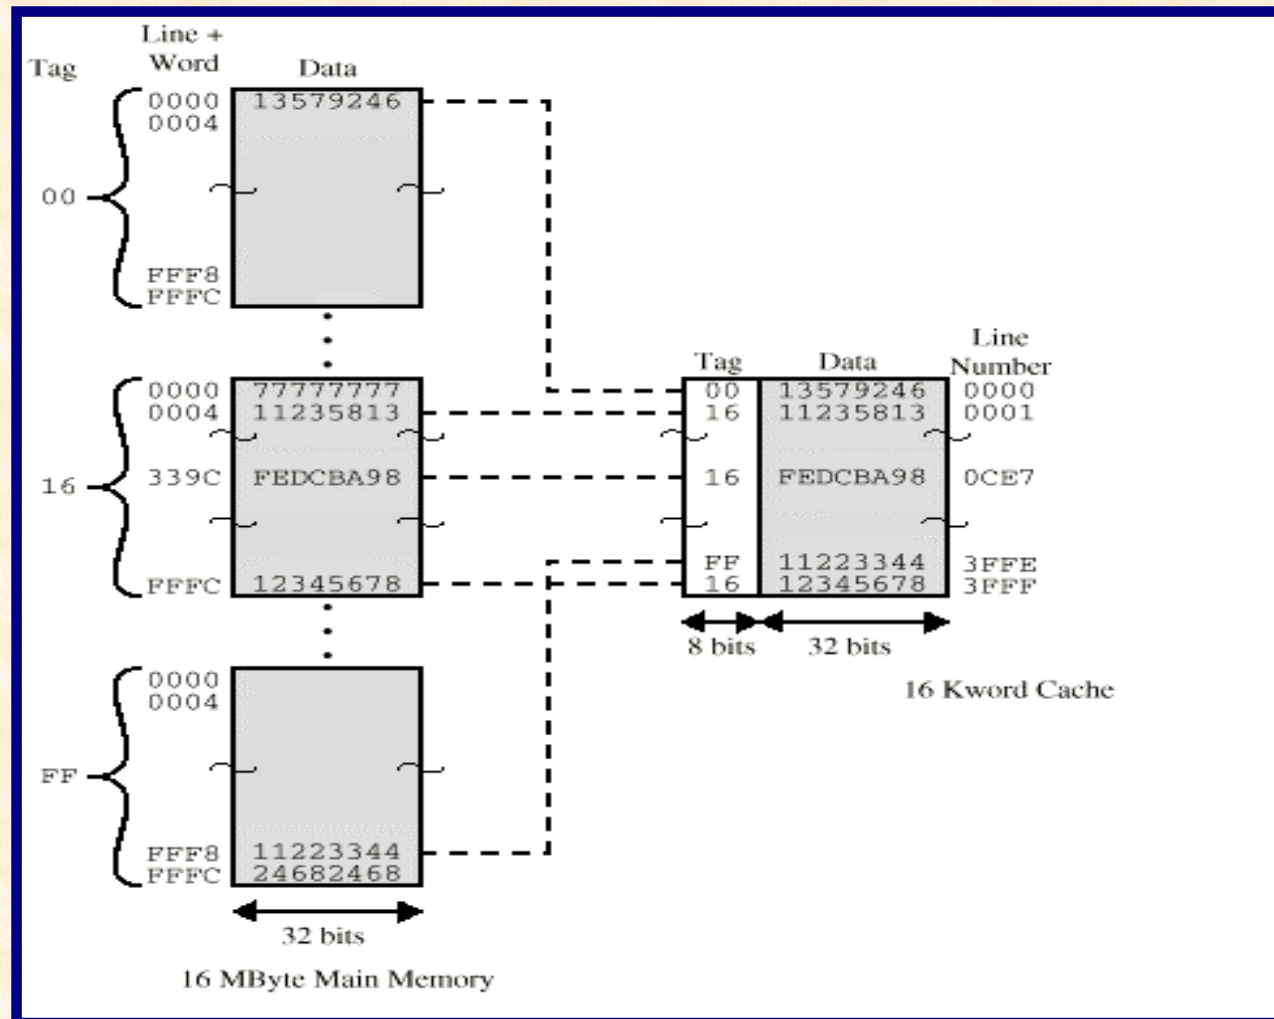 Line +
Tag Word Data
0000 13579246
0004
00
FFF8
FFFC
Line
Tag Data Number
0000 77777777 00 13579246 0000
0004 11235813 16 11235813 0001
16 339C FEDCBA98 16 FEDCBA98 0CE7
FF 11223344 3FFE
FFFC 12345678 16 12345678 3FFF
8 bits 32 bits
0000
0004
16 Kword Cache
FF
FFF8 11223344
FFFC 24682468
32 bits
16 MByte Main Memory